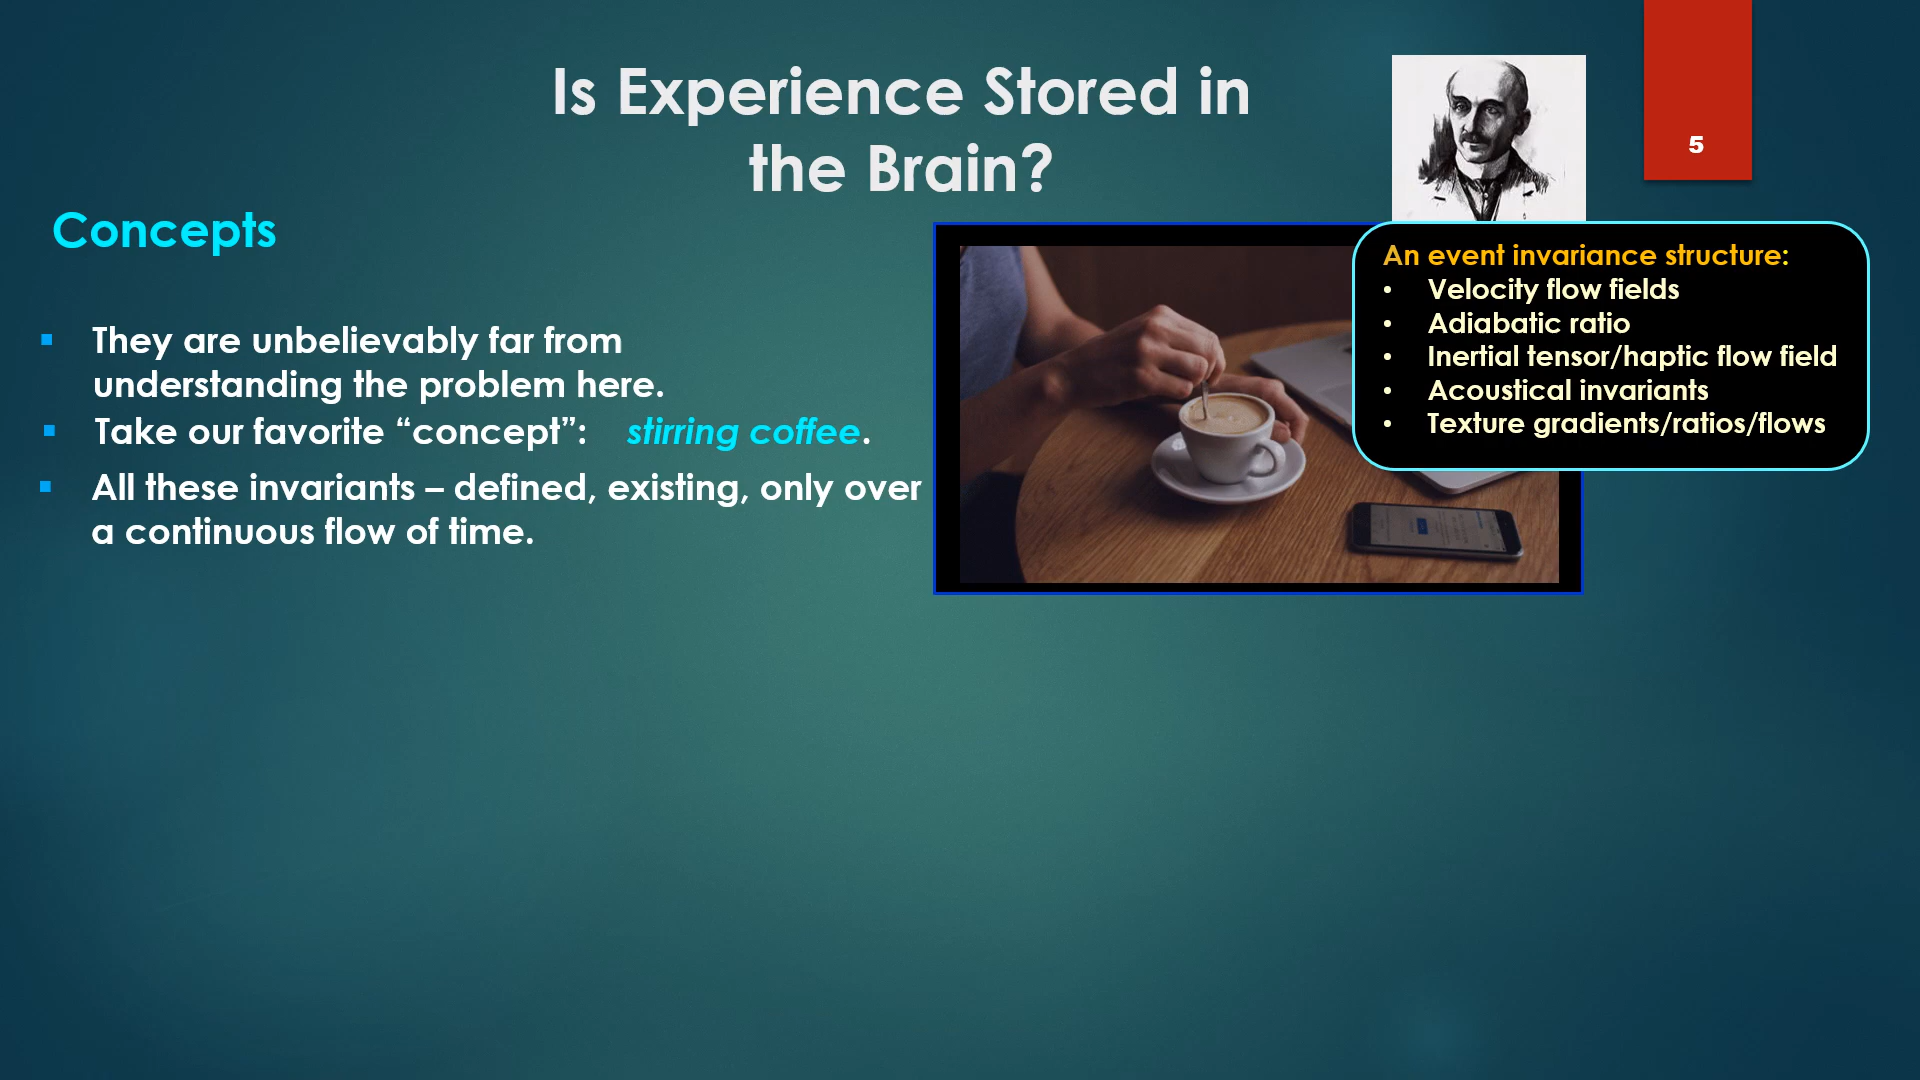 Is Experience Stored in
the Brain?
5
Concepts
▪ They are unbelievably far from
understanding the problem here.
▪ Take our favorite “concept”: stirring coffee.
▪ All these invariants – defined, existing, only over
a continuous flow of time.
An event invariance structure:
• Velocity flow fields
• Adiabatic ratio
• Inertial tensor/haptic flow field
• Acoustical invariants
• Texture gradients/ratios/flows